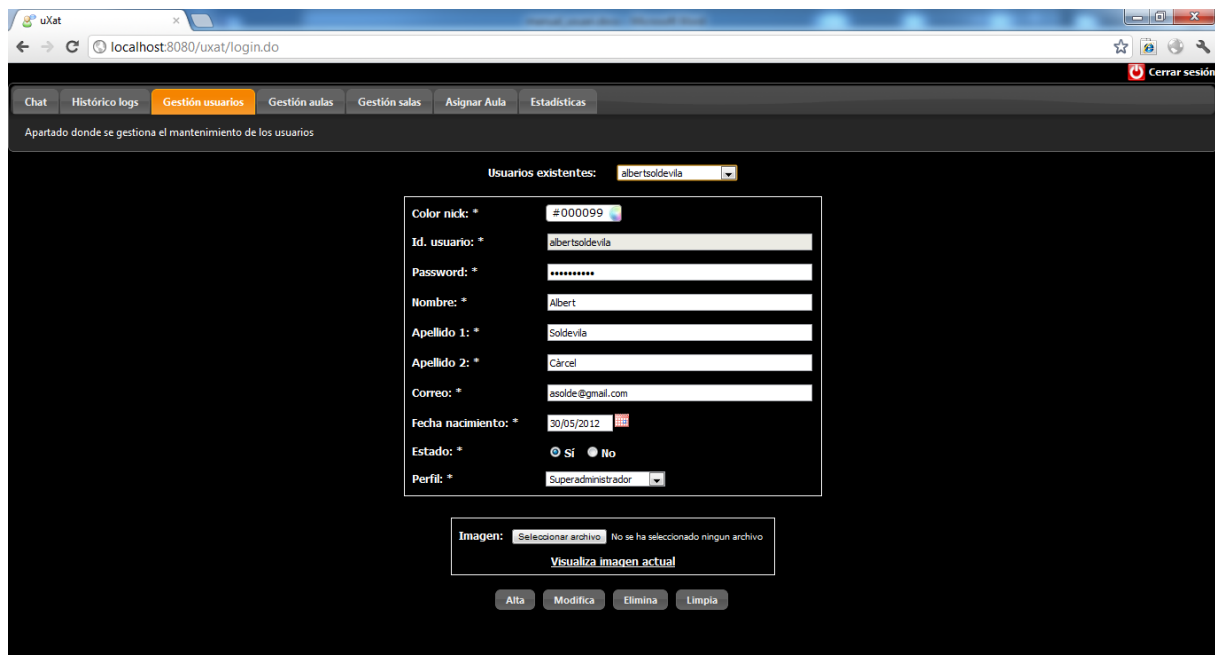 uXat
localhost:8080/uxat/login.do
Cerrar sesión
Chat Histórico logs Gestión usuarios Gestión aulas Gestión salas Asignar Aula Estadísticas
Apartado donde se gestiona el mantenimiento de los usuarios
Usuarios existentes: albertsoldevila
Color nick: * #000099
Id. usuario: * albertsoldevila
Password: * ••••••••••
Nombre: * Albert
Apellido 1: * Soldevila
Apellido 2: * Càrcel
Correo: * asolde@gmail.com
Fecha nacimiento: * 30/05/2012
Estado: * Sí No
Perfil: * Superadministrador
Imagen: Seleccionar archivo No se ha seleccionado ningun archivo
Visualiza imagen actual
Alta Modifica Elimina Limpia